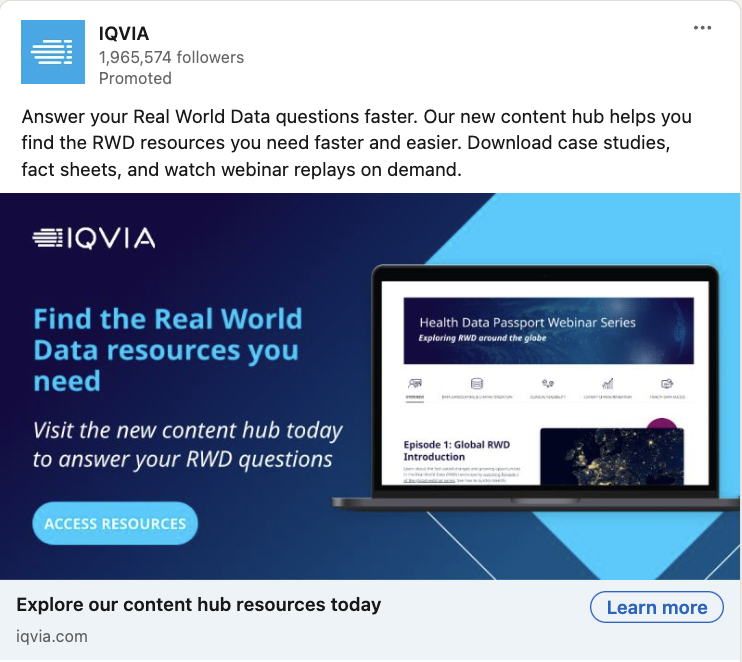 IQVIA
1,965,574 followers
Promoted
Answer your Real World Data questions faster. Our new content hub helps you
find the RWD resources you need faster and easier. Download case studies,
fact sheets, and watch webinar replays on demand.
IQVIA
Find the Real World
Data resources you
need
Visit the new content hub today
to answer your RWD questions
ACCESS RESOURCES
Health Data Passport Webinar Series
Exploring RWD around the globe
OVERVIEW
Episode 1: Global RWD
Introduction
Explore our content hub resources today
Learn more
iqvia.com